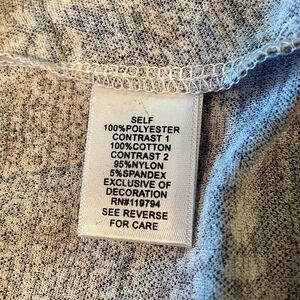 SELF
100%POLYESTER
CONTRAST 1
100%COTTON
CONTRAST 2
95%NYLON
5%SPANDEX
EXCLUSIVE OF
DECORATION
RN#119794
SEE REVERSE
FOR CARE